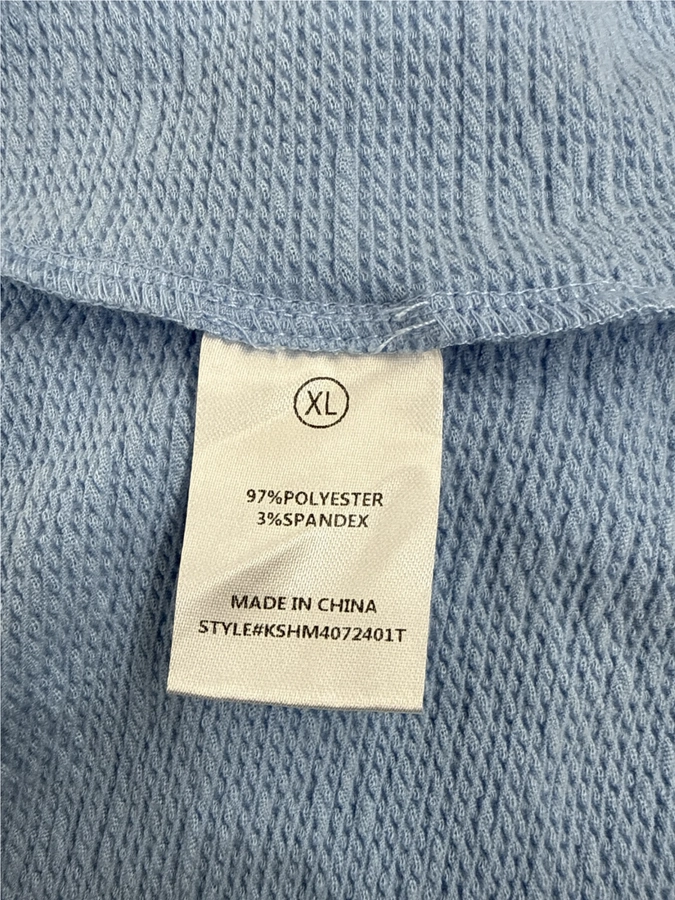 XL
97%POLYESTER
3%SPANDEX
MADE IN CHINA
STYLE#KSHM4072401T